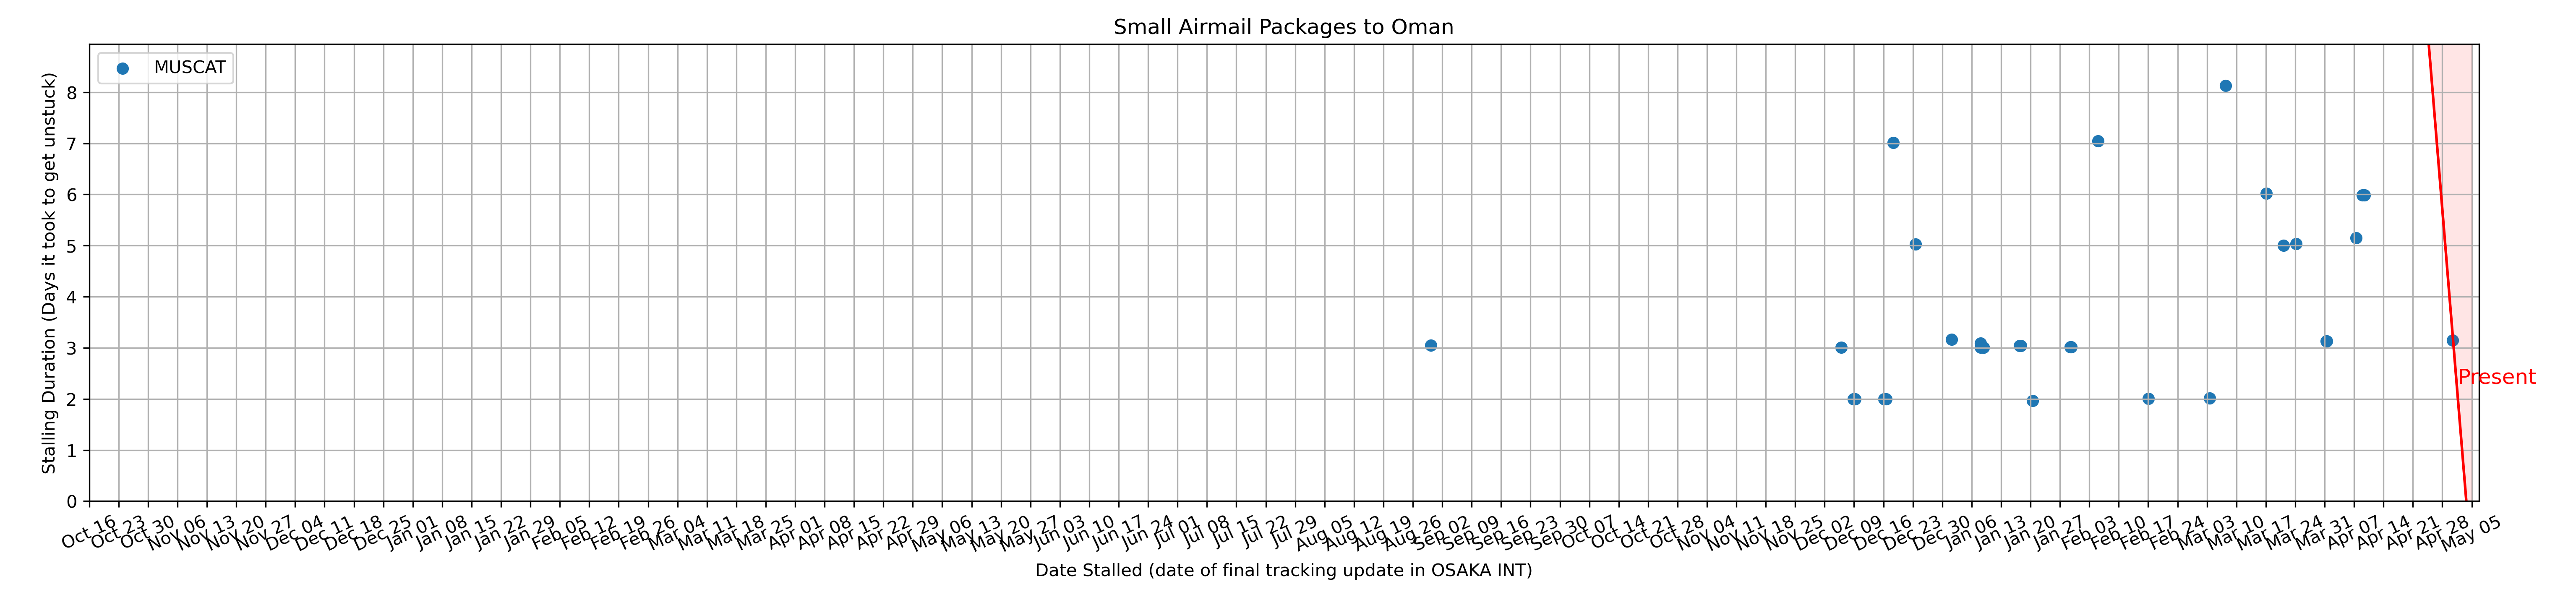 Small Airmail Packages to Oman
MUSCAT
Stalling Duration (Days it took to get unstuck)
8
7
6
5
4
3
2
1
0
Present
Oct 16 Oct 23 Oct 30 Nov 06 Nov 13 Nov 20 Nov 27 Dec 04 Dec 11 Dec 18 Dec 25 Jan 01 Jan 08 Jan 15 Jan 22 Jan 29 Feb 05 Feb 12 Feb 19 Feb 26 Mar 04 Mar 11 Mar 18 Mar 25 Apr 01 Apr 08 Apr 15 Apr 22 Apr 29 May 06 May 13 May 20 May 27 Jun 03 Jun 10 Jun 17 Jun 24 Jul 01 Jul 08 Jul 15 Jul 22 Jul 29 Aug 05 Aug 12 Aug 19 Aug 26 Sep 02 Sep 09 Sep 16 Sep 23 Sep 30 Oct 07 Oct 14 Oct 21 Oct 28 Nov 04 Nov 11 Nov 18 Nov 25 Dec 02 Dec 09 Dec 16 Dec 23 Dec 30 Jan 06 Jan 13 Jan 20 Jan 27 Feb 03 Feb 10 Feb 17 Feb 24 Mar 03 Mar 10 Mar 17 Mar 24 Mar 31 Apr 07 Apr 14 Apr 21 Apr 28 May 05
Date Stalled (date of final tracking update in OSAKA INT)